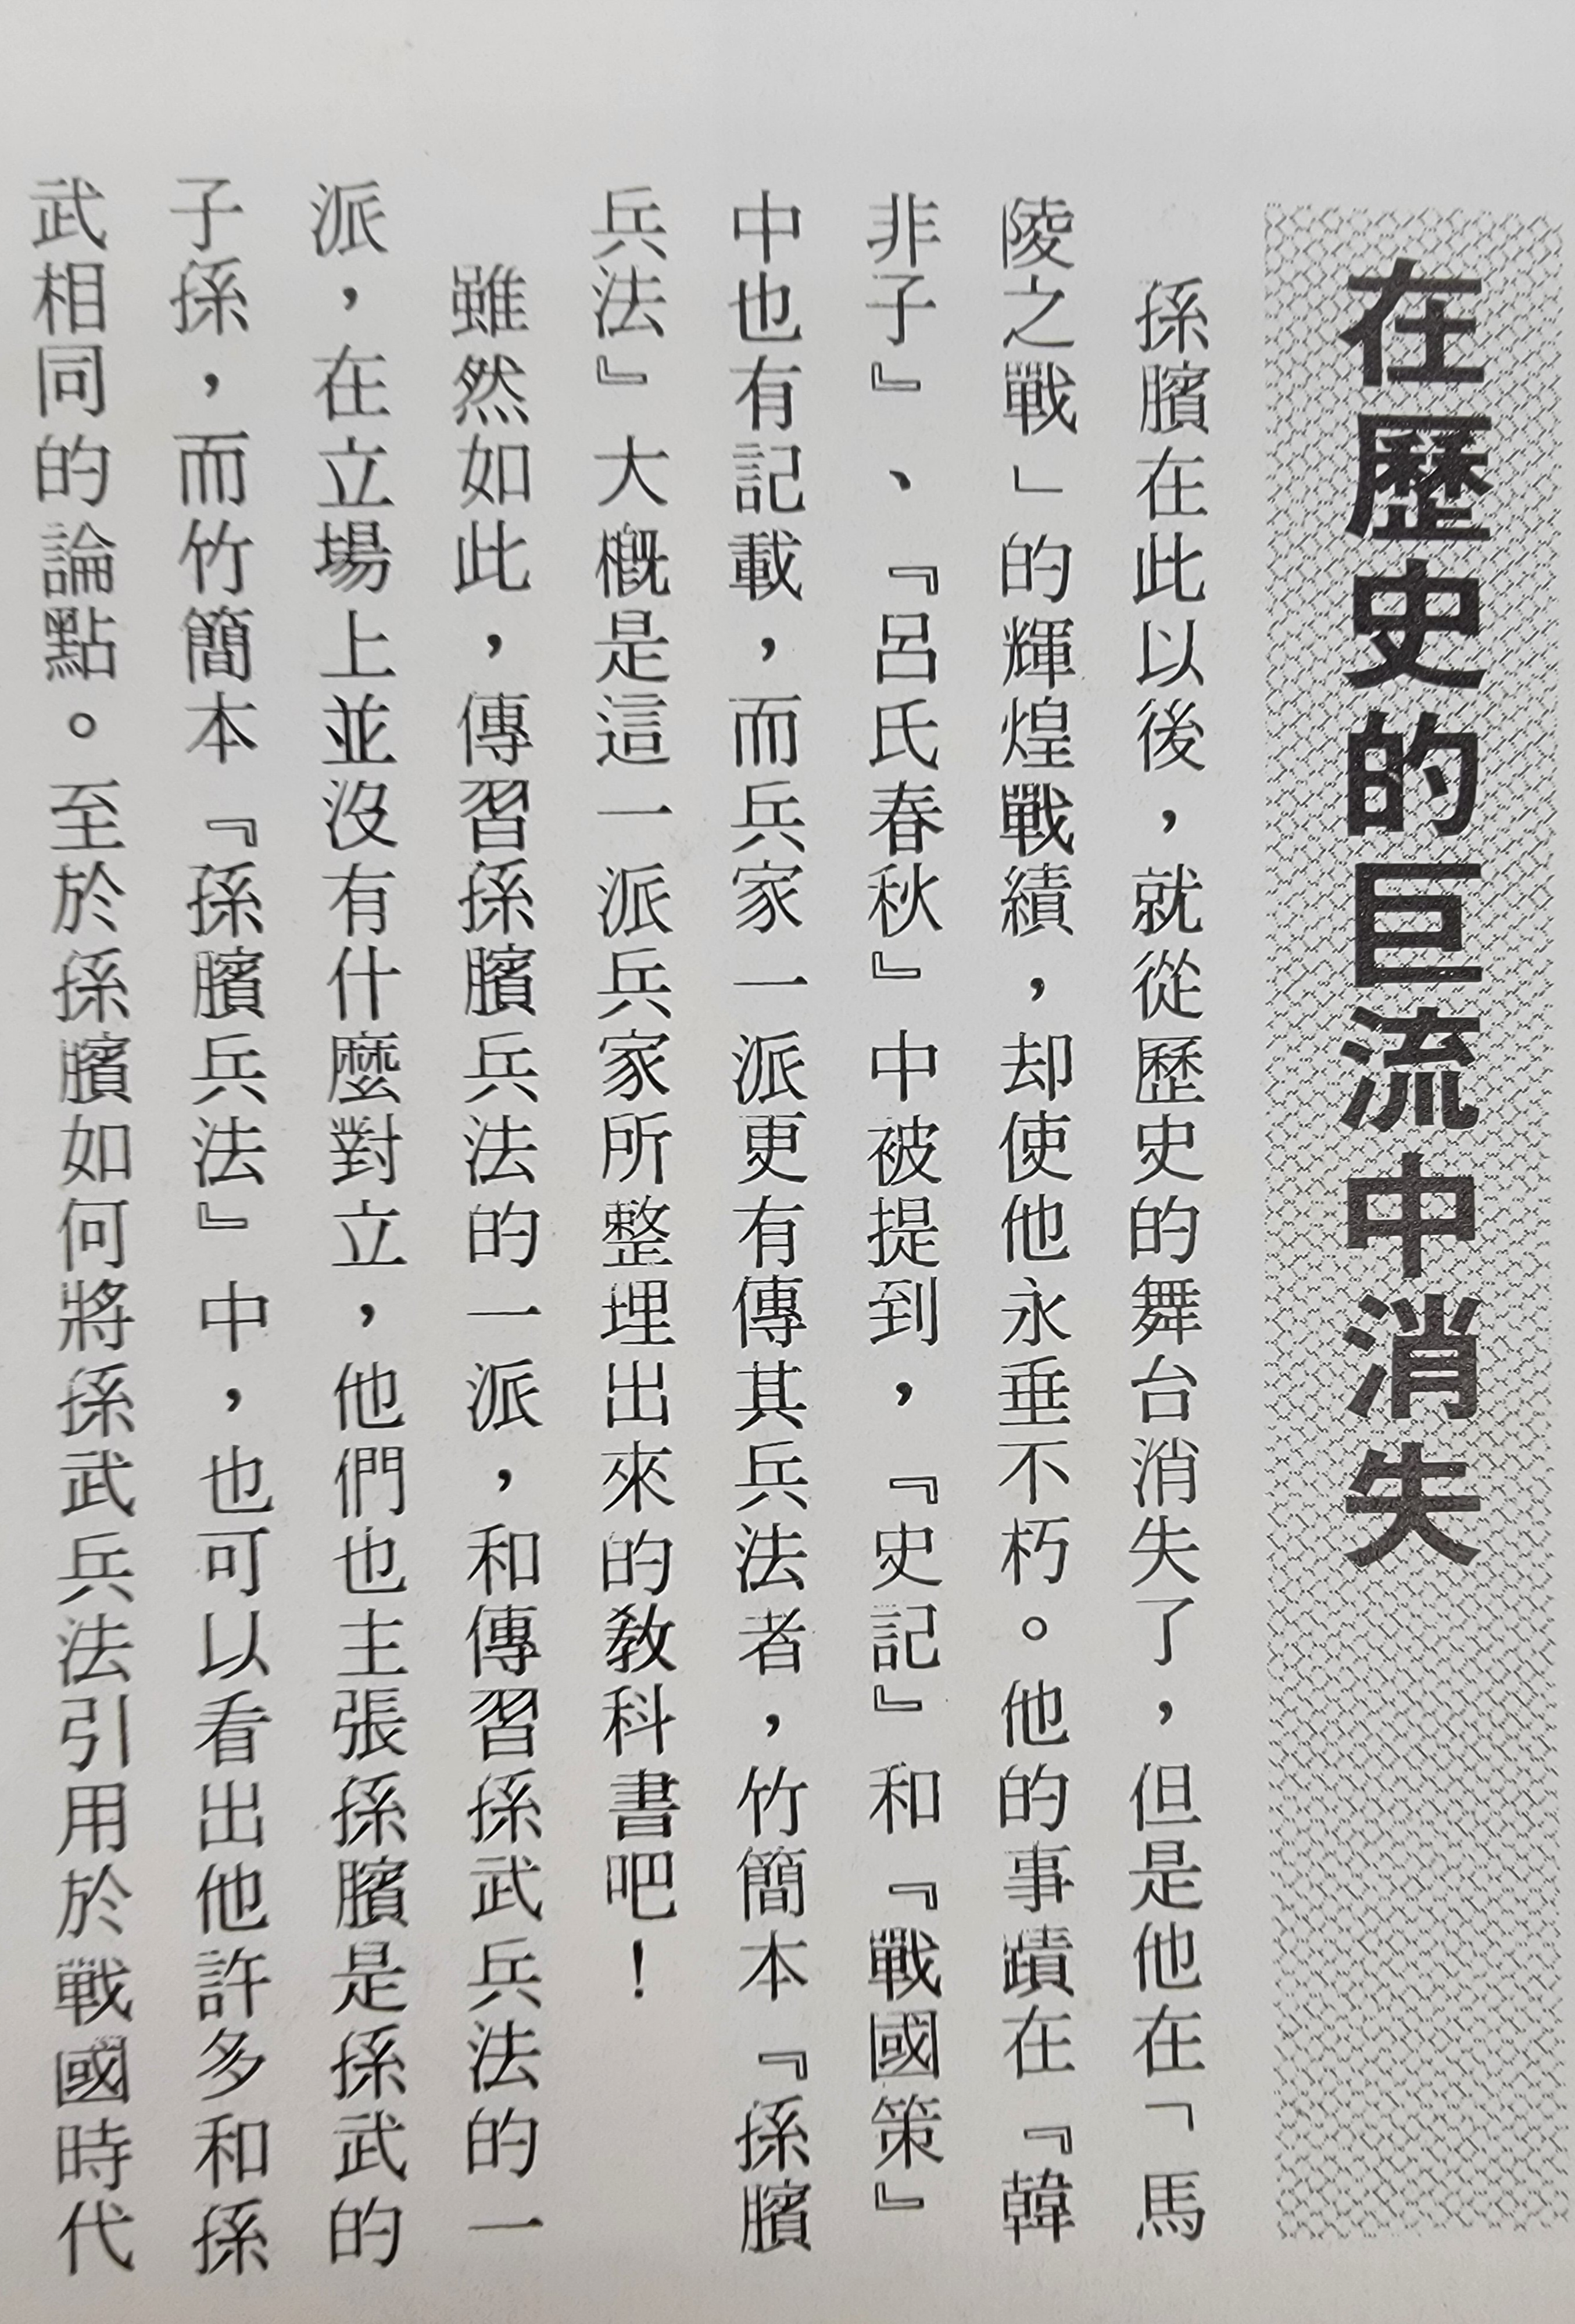 在歷史的巨流中消失
孫臏在此以後，就從歷史的舞台消失了，但是他在「馬
陵之戰」的輝煌戰績，却使他永垂不朽。他的事蹟在『韓
非子』、『呂氏春秋』中被提到，『史記』和『戰國策』
中也有記載，而兵家一派更有傳其兵法者，竹簡本『孫臏
兵法』大概是這一派兵家所整埋出來的教科書吧！
雖然如此，傳習孫臏兵法的一派，和傳習孫武兵法的一
派，在立場上並沒有什麼對立，他們也主張孫臏是孫武的
子孫，而竹簡本『孫臏兵法』中，也可以看出他許多和孫
武相同的論點。至於孫臏如何將孫武兵法引用於戰國時代